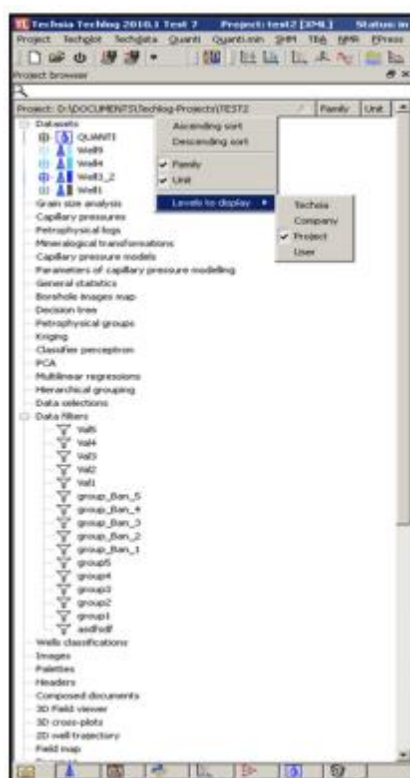 Techsia Techlog 2010.1 Test 7 Project: test2 [XML] Status: in
Project Techplot Techdata Quanti Quanti.min SHM TBA NMR EPress
Project browser
Project: D:\DOCUMENTS\Techlog-Projects\TEST2 Family Unit
Datasets
Ascending sort
QUANTI
Descending sort
Well9
Well4
Family
Well3_2
Unit
Well1
Levels to display
Techsia
Grain size analysis
Company
Capillary pressures
Project
Petrophysical logs
User
Mineralogical transformations
Capillary pressure models
Parameters of capillary pressure modelling
General statistics
Borehole images map
Decision tree
Petrophysical groups
Kriging
Classifier perceptron
PCA
Multilinear regressions
Hierarchical grouping
Data selections
Data filters
Val5
Val4
Val3
Val2
Val1
group_Ban_5
group_Ban_4
group_Ban_3
group_Ban_2
group_Ban_1
group5
group4
group3
group2
group1
asdfsdf
Wells classifications
Images
Palettes
Headers
Composed documents
3D Field viewer
3D cross-plots
2D well trajectory
Field map